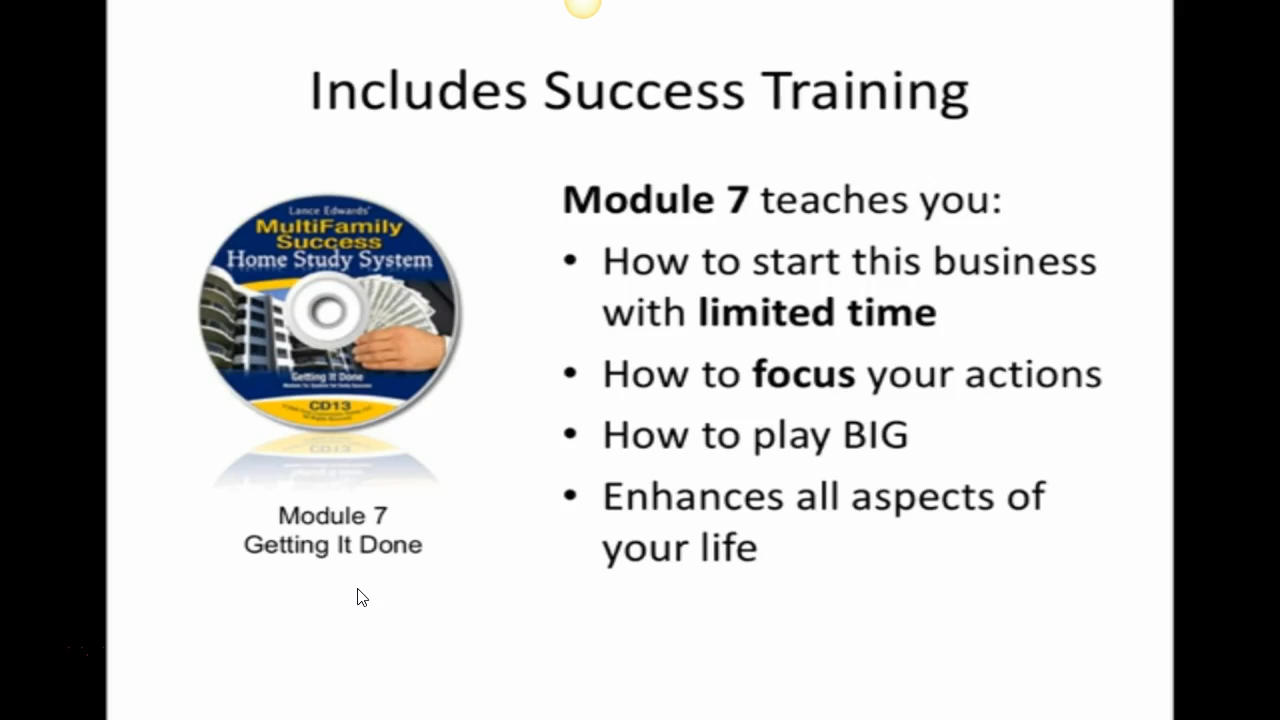 Includes Success Training
Lance Edwards'
MultiFamily
Success
Home Study System
Getting It Done
CD13
CD13
Module 7
Getting It Done
Module 7 teaches you:
• How to start this business
with limited time
• How to focus your actions
• How to play BIG
• Enhances all aspects of
your life